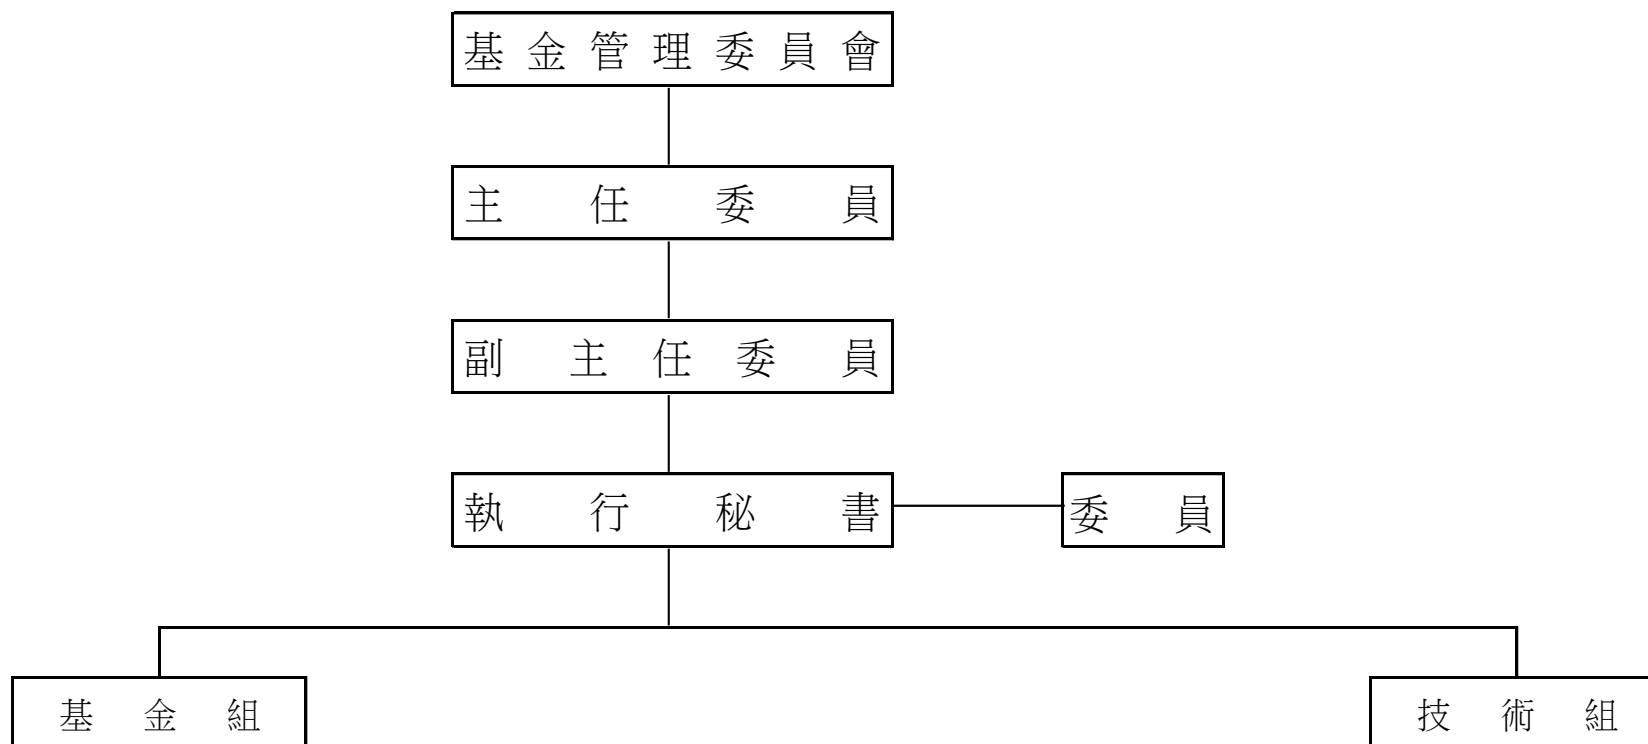 基金管理委員會
主任委員
副主任委員
執行秘書
委員
基金組
技術組